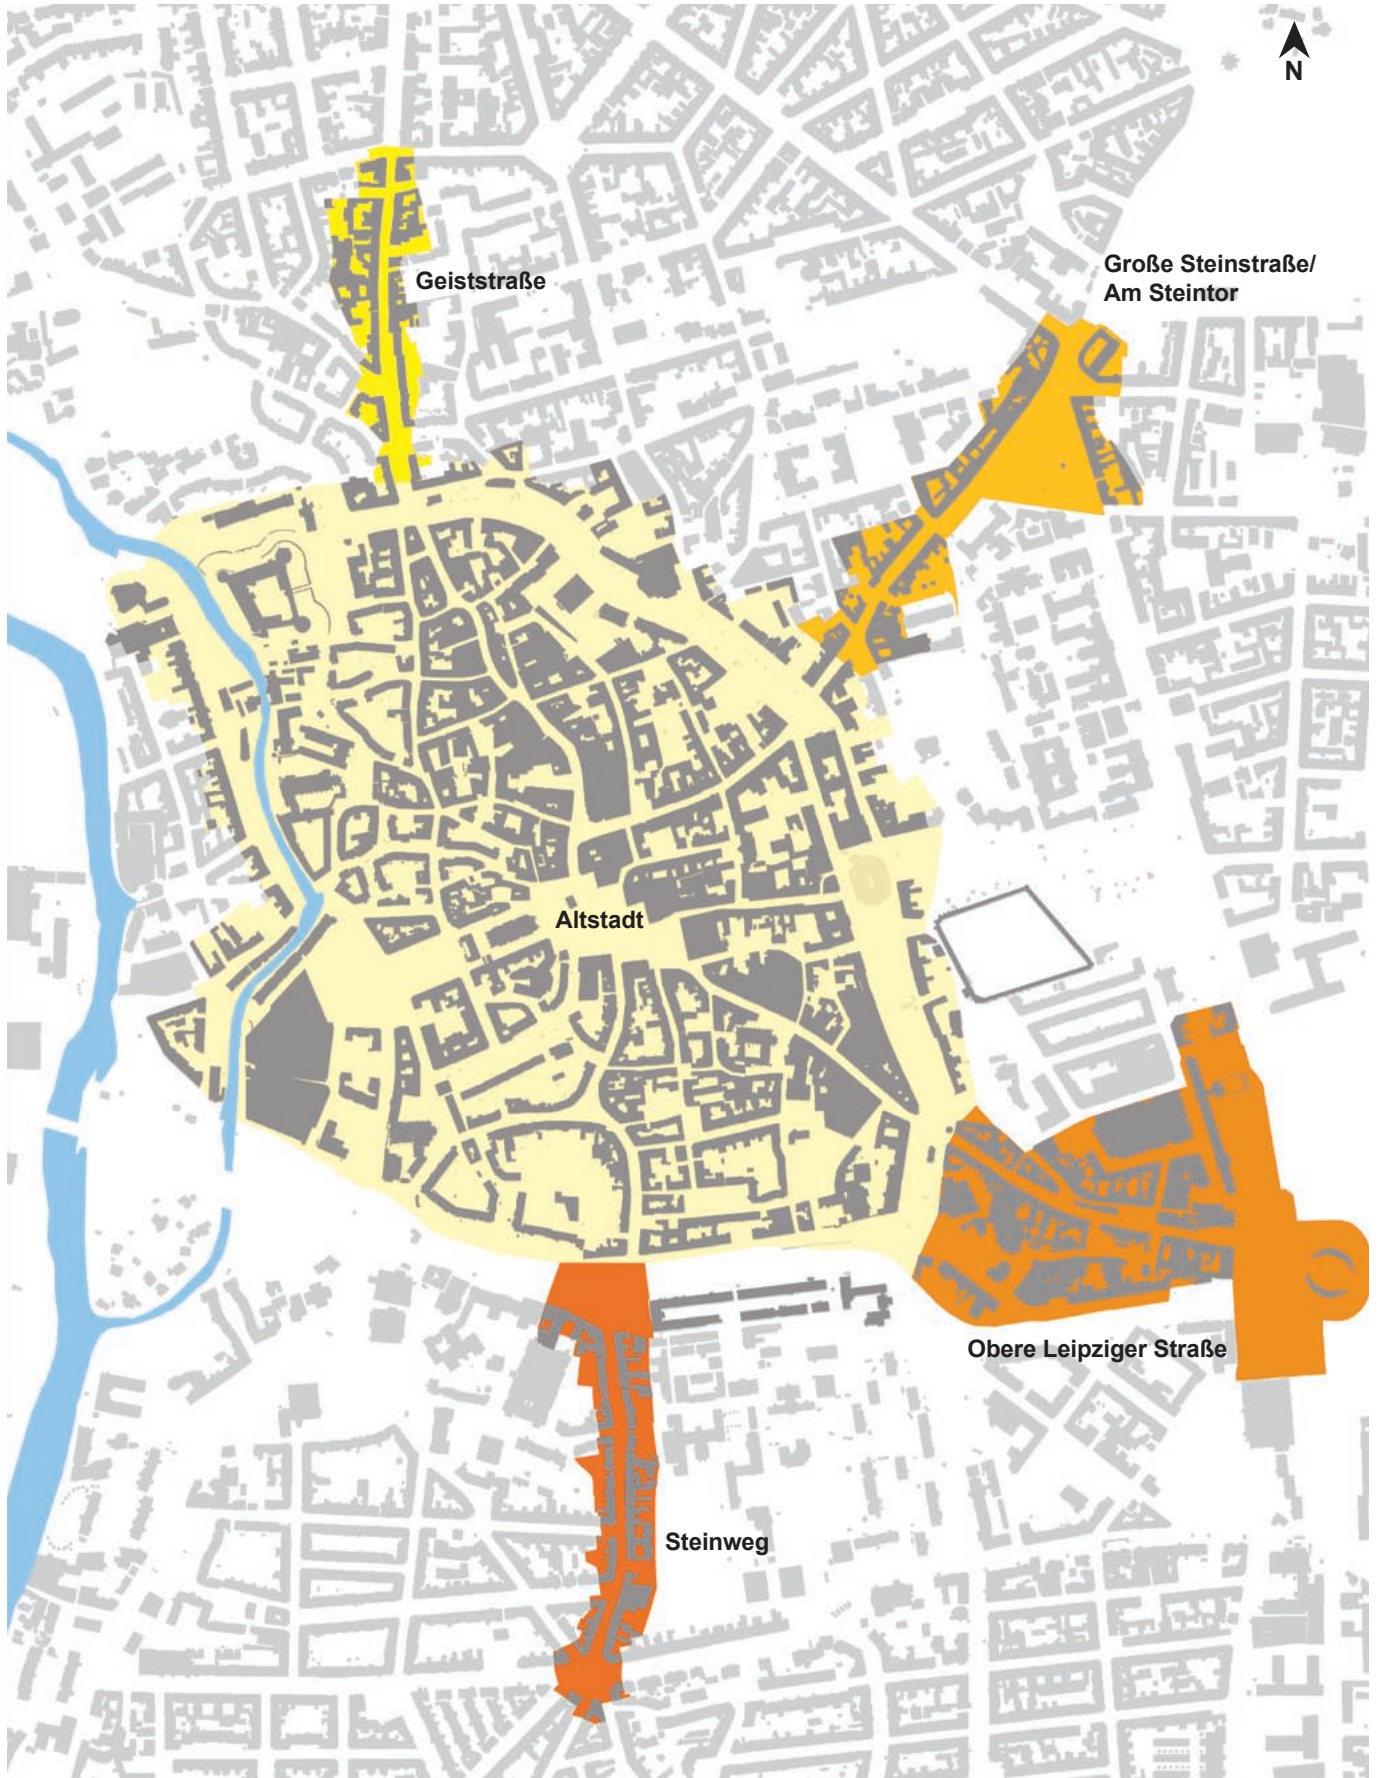 N
Große Steinstraße/
Am Steintor
Geiststraße
Altstadt
Obere Leipziger Straße
Steinweg